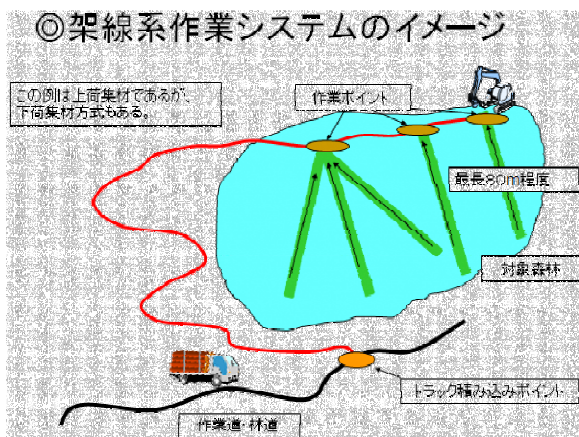 ◎架線系作業システムのイメージ
この例は上荷集材であるが、
下荷集材方式もある。
作業ポイント
最長80m程度
対象森林
トラック積み込みポイント
作業道・林道